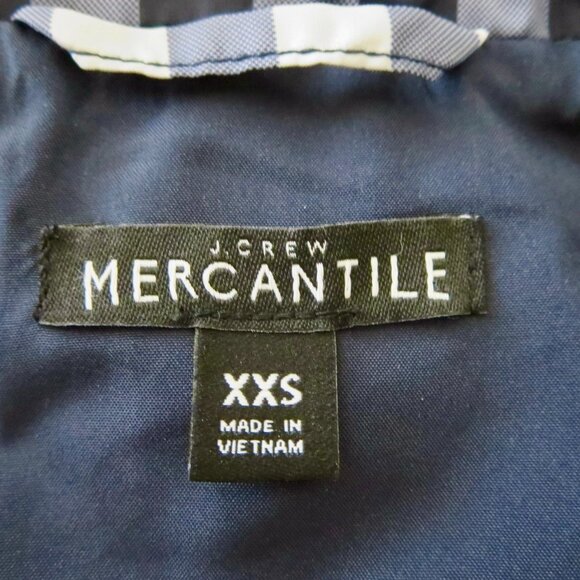 J.CREW
MERCANTILE
XXS
MADE IN
VIETNAM